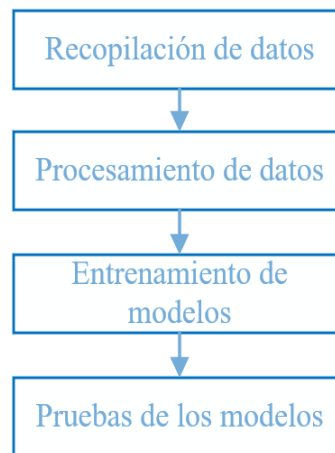 Recopilación de datos
Procesamiento de datos
Entrenamiento de
modelos
Pruebas de los modelos